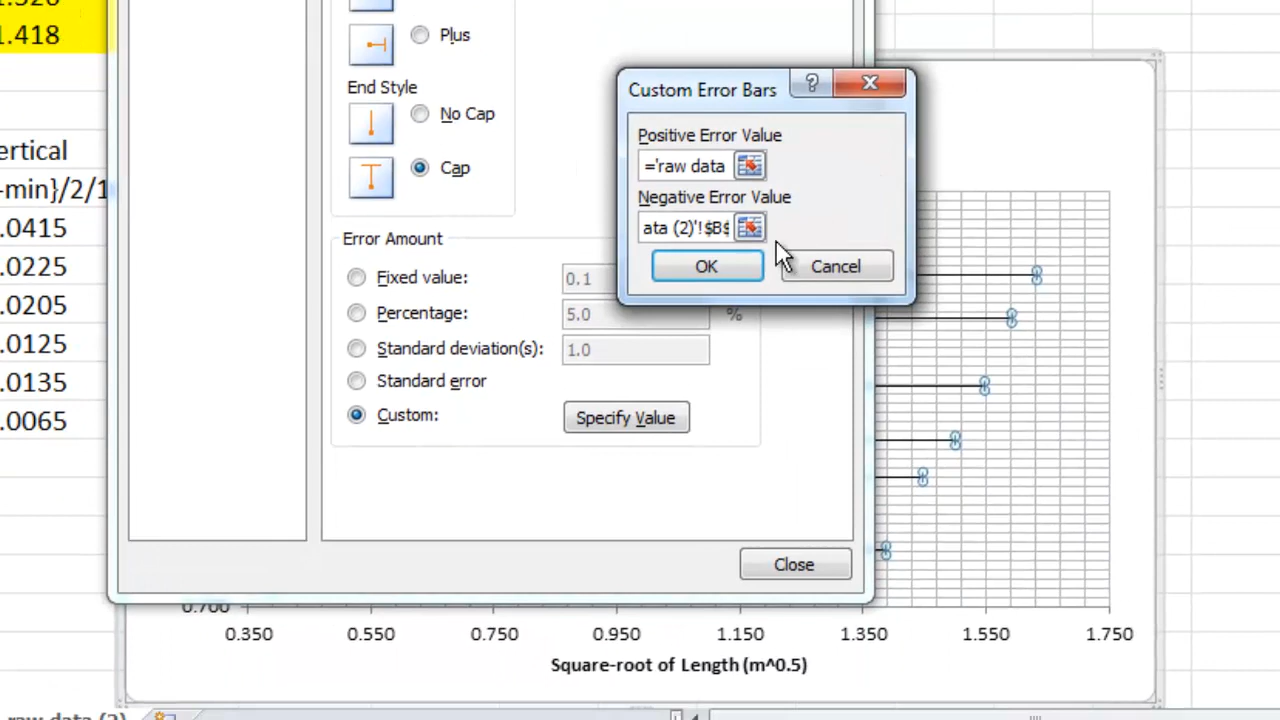 1.418
Plus
End Style
No Cap
Cap
ertical
-min}/2/1
.0415
.0225
.0205
.0125
.0135
.0065
Error Amount
Fixed value:
0.1
Percentage:
5.0
%
Standard deviation(s):
1.0
Standard error
Custom:
Specify Value
Close
Custom Error Bars
?
Positive Error Value
='raw data
Negative Error Value
ata (2)'!$B$
OK
Cancel
0.700
0.350 0.550 0.750 0.950 1.150 1.350 1.550 1.750
Square-root of Length (m^0.5)
raw data (2)